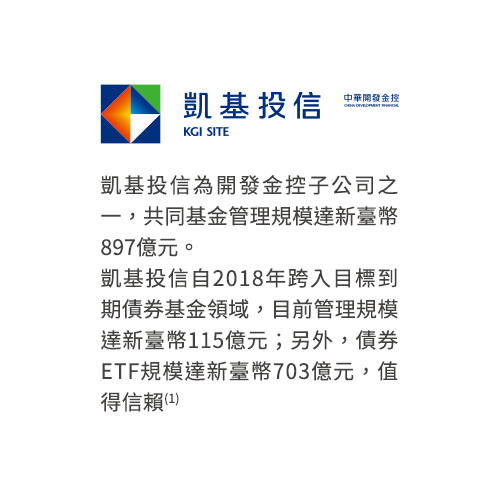 凱基投信 中華開發金控
KGI SITE CHINA DEVELOPMENT FINANCIAL
凱基投信為開發金控子公司之
一，共同基金管理規模達新臺幣
897億元。
凱基投信自2018年跨入目標到
期債券基金領域，目前管理規模
達新臺幣115億元；另外，債券
ETF規模達新臺幣703億元，值
得信賴(1)